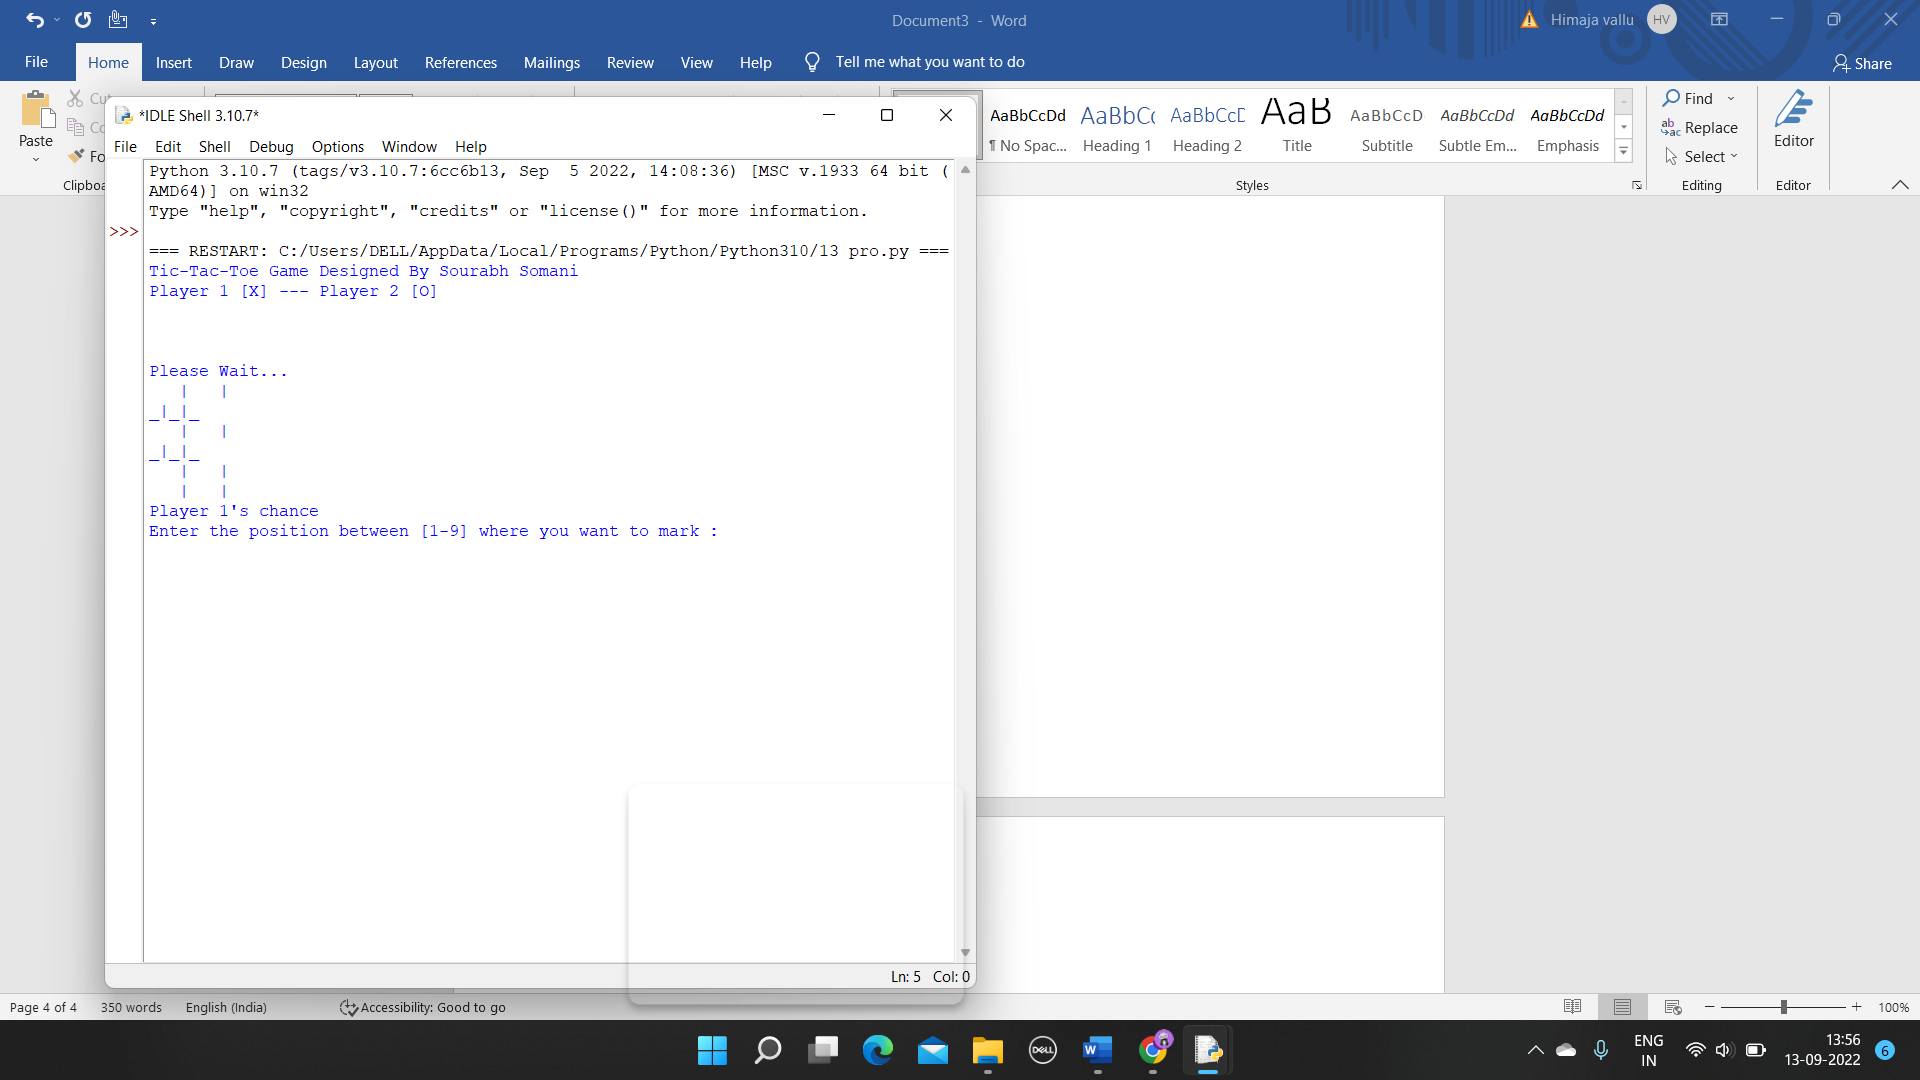 Document3 - Word
Himaja vallu
HV
File Home Insert Draw Design Layout References Mailings Review View Help Tell me what you want to do
Share
Paste
Clipboa
AaBbCcDd AaBbCc AaBbCcD AaB AaBbCcD AaBbCcDd AaBbCcDd
¶ No Spac... Heading 1 Heading 2 Title Subtitle Subtle Em... Emphasis
Styles
Find
Replace
Select
Editing
Editor
Editor
*IDLE Shell 3.10.7*
File Edit Shell Debug Options Window Help
Python 3.10.7 (tags/v3.10.7:6cc6b13, Sep  5 2022, 14:08:36) [MSC v.1933 64 bit (
AMD64)] on win32
Type "help", "copyright", "credits" or "license()" for more information.
>>>
=== RESTART: C:/Users/DELL/AppData/Local/Programs/Python/Python310/13 pro.py ===
Tic-Tac-Toe Game Designed By Sourabh Somani
Player 1 [X] --- Player 2 [O]
Please Wait...
   |   |
_|_|_
   |   |
_|_|_
   |   |
   |   |
Player 1's chance
Enter the position between [1-9] where you want to mark :
Ln: 5 Col: 0
Page 4 of 4 350 words English (India) Accessibility: Good to go
100%
DELL
W
ENG
IN
13:56
13-09-2022
6